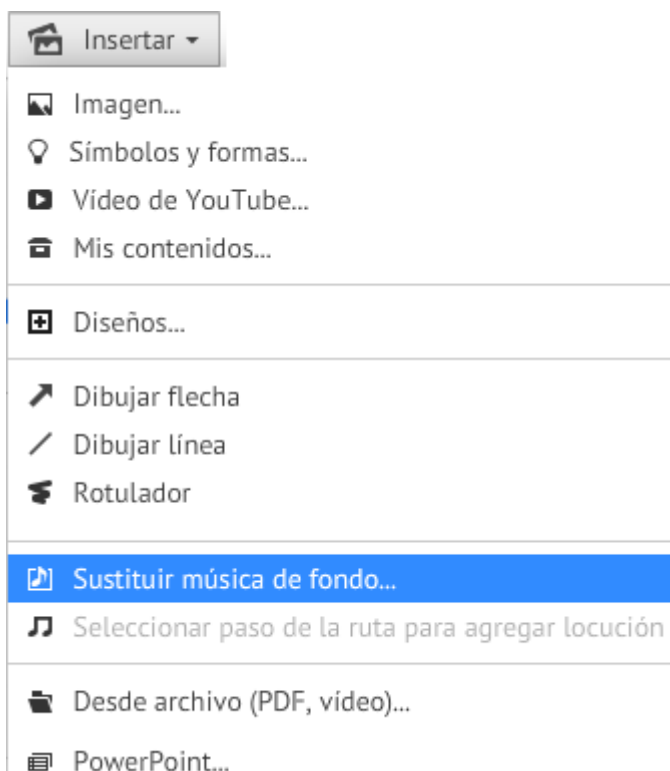 Insertar
Imagen...
Símbolos y formas...
Vídeo de YouTube...
Mis contenidos...
Diseños...
Dibujar flecha
Dibujar línea
Rotulador
Sustituir música de fondo...
Seleccionar paso de la ruta para agregar locución
Desde archivo (PDF, vídeo)...
PowerPoint...